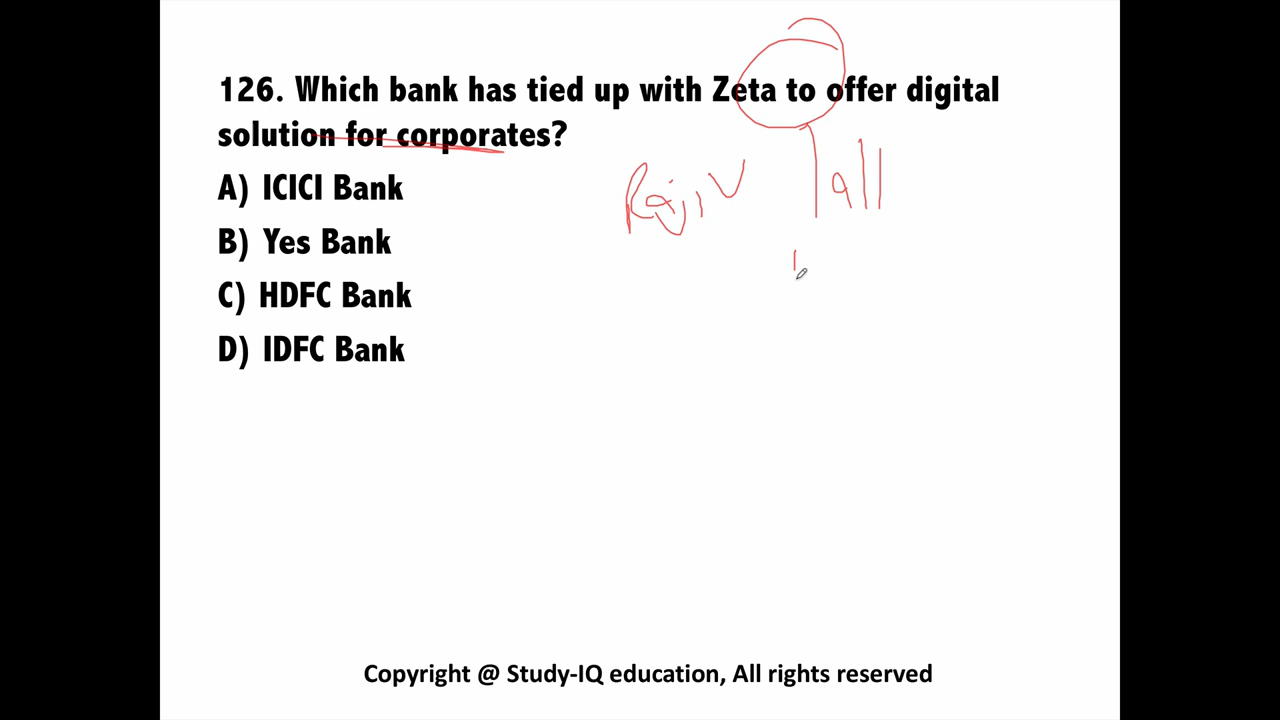 126. Which bank has tied up with Zeta to offer digital
solution for corporates?
Rajiv lall
A) ICICI Bank
B) Yes Bank
C) HDFC Bank
D) IDFC Bank
Copyright @ Study-IQ education, All rights reserved